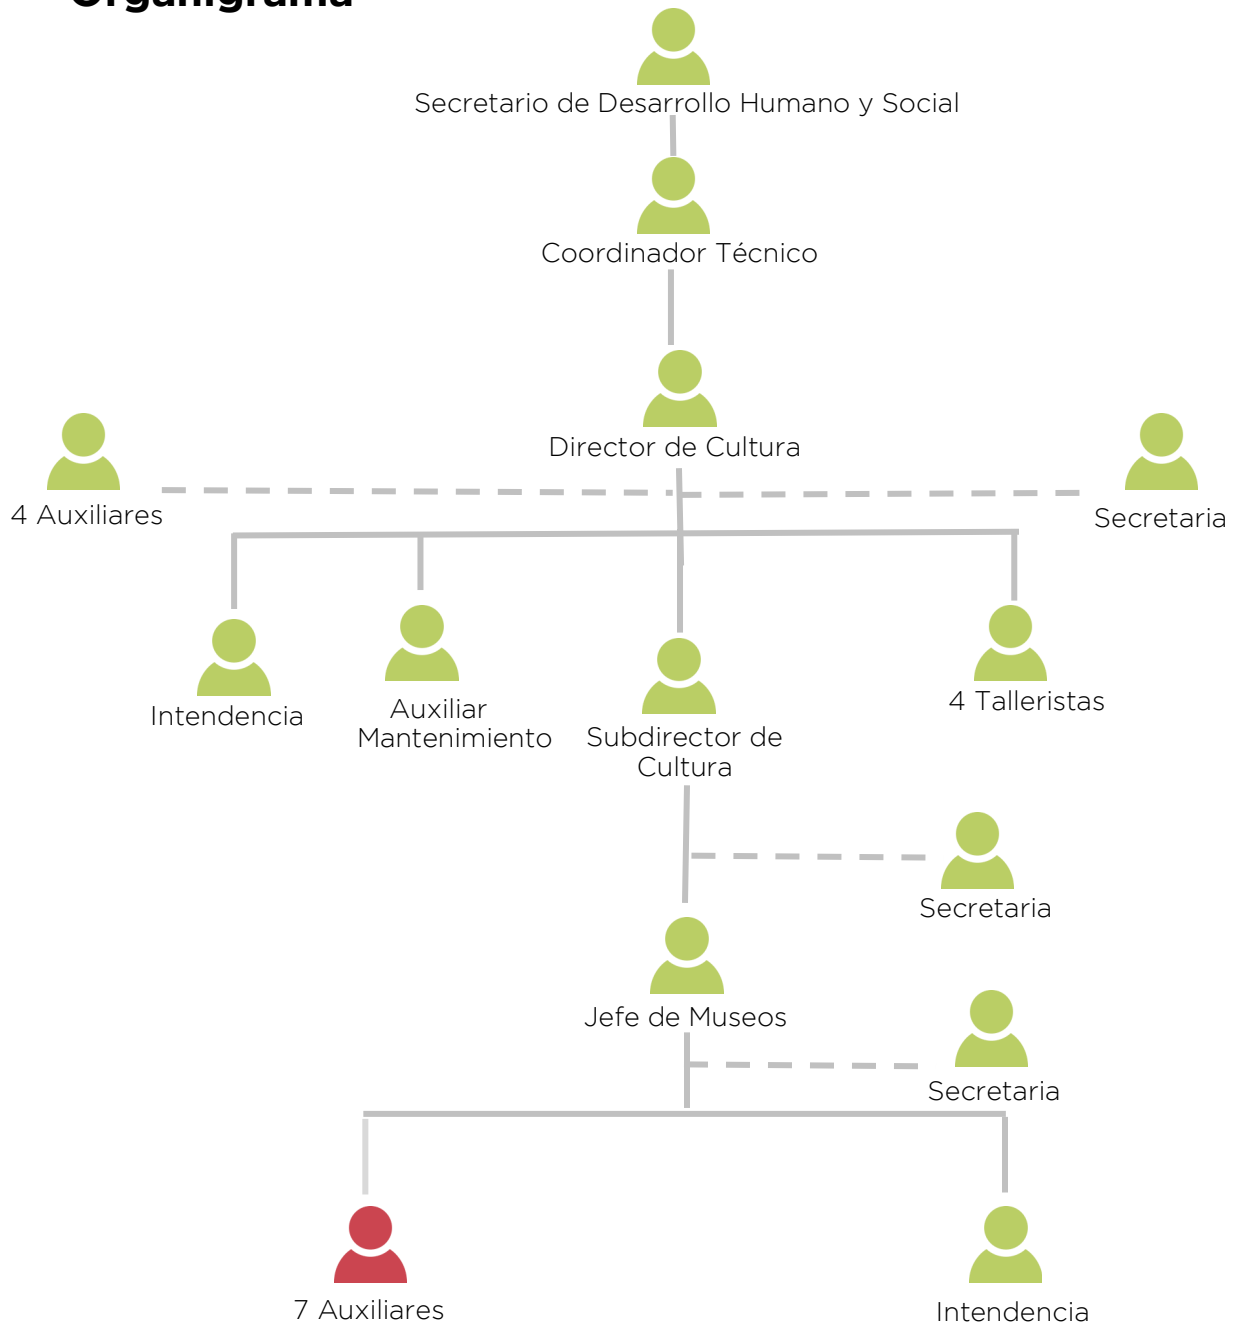 Organigrama
Secretario de Desarrollo Humano y Social
Coordinador Técnico
Director de Cultura
4 Auxiliares
Secretaria
Intendencia
Auxiliar
Mantenimiento
Subdirector de
Cultura
4 Talleristas
Secretaria
Jefe de Museos
Secretaria
7 Auxiliares
Intendencia